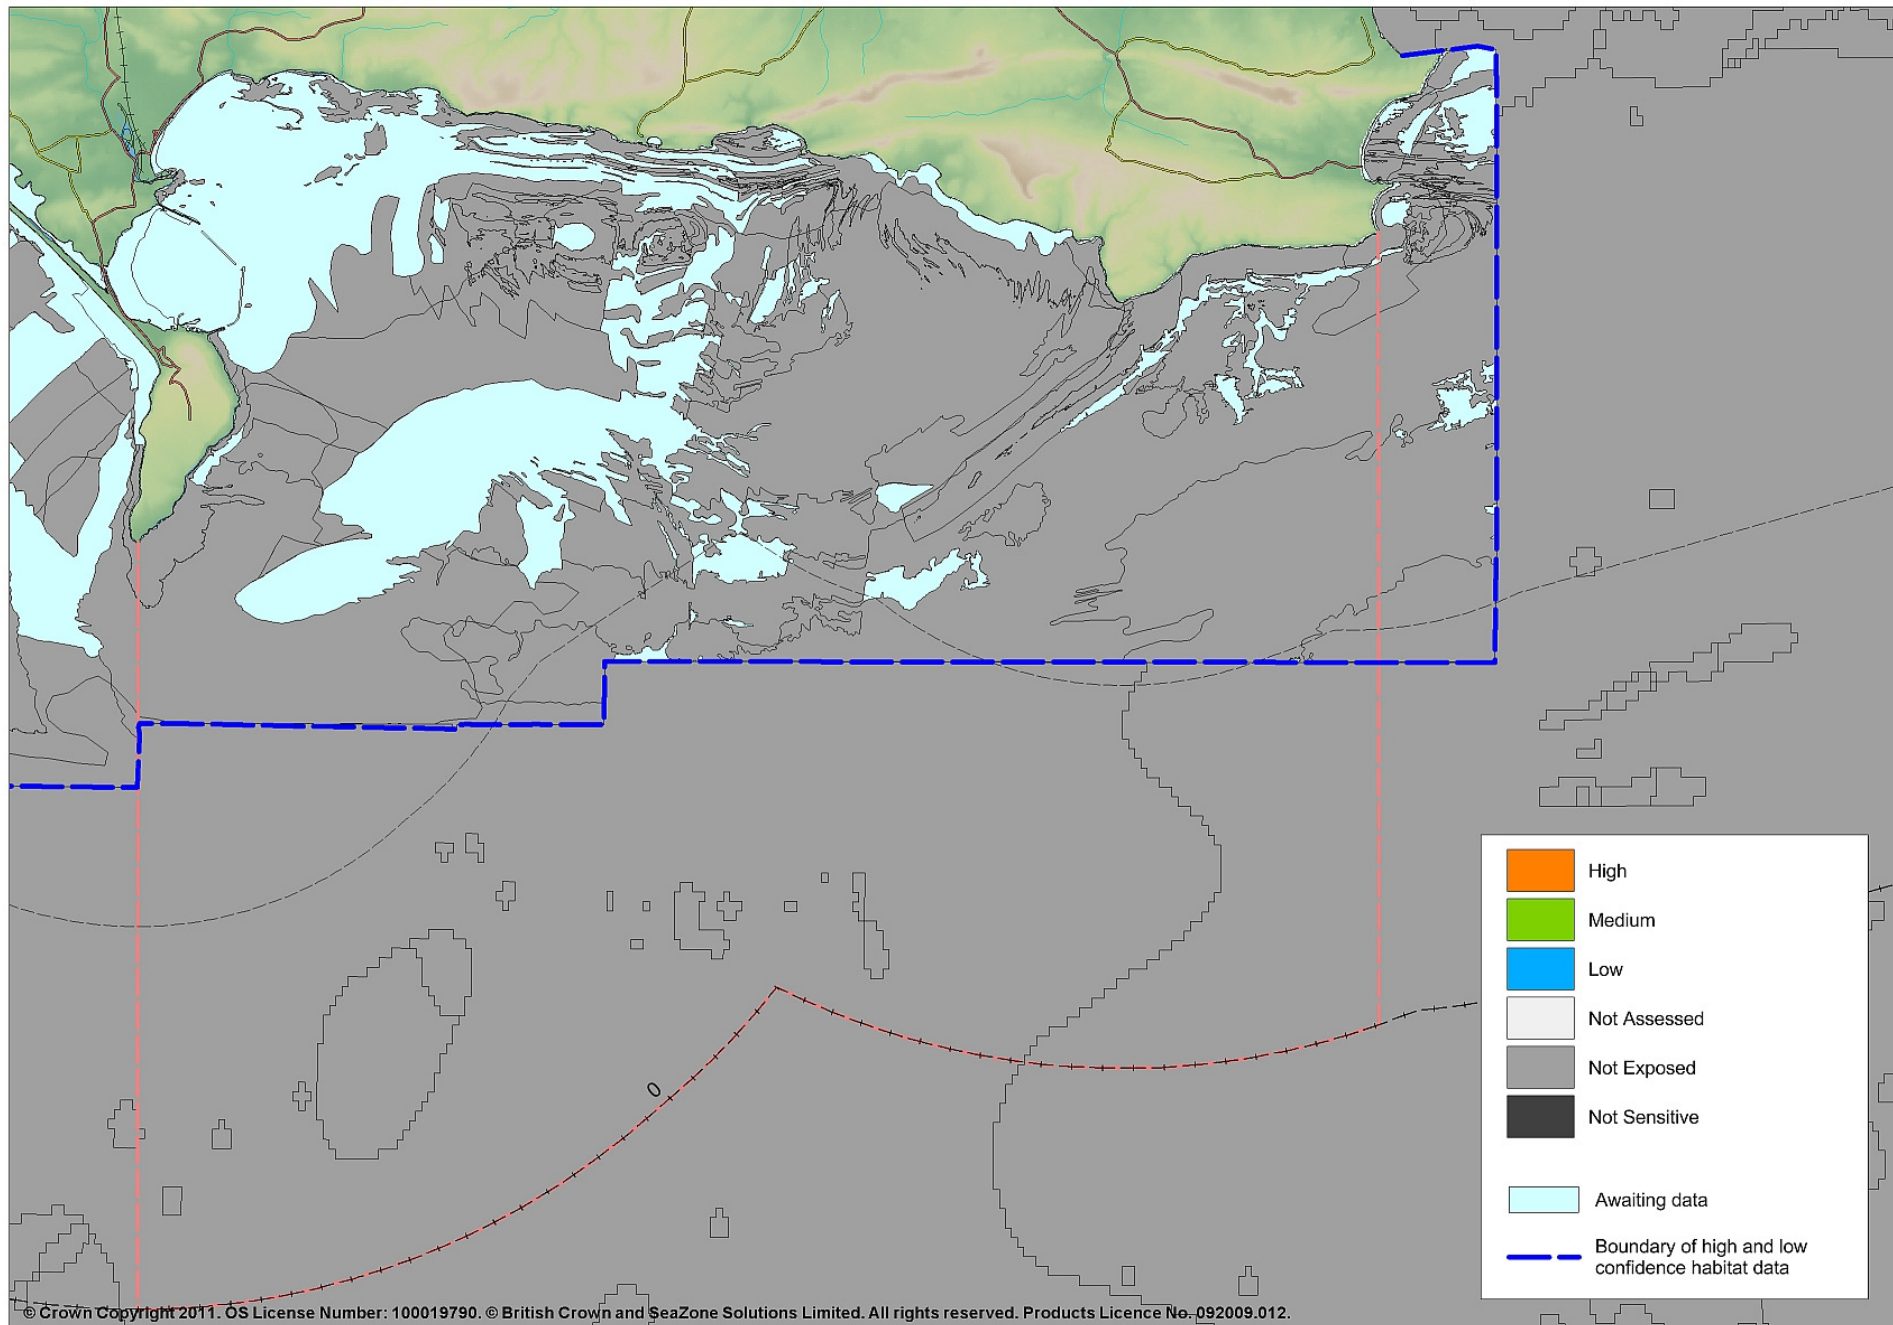 High
Medium
Low
Not Assessed
Not Exposed
Not Sensitive
Awaiting data
Boundary of high and low
confidence habitat data
0
© Crown Copyright 2011. OS License Number: 100019790. © British Crown and SeaZone Solutions Limited. All rights reserved. Products Licence No. 092009.012.